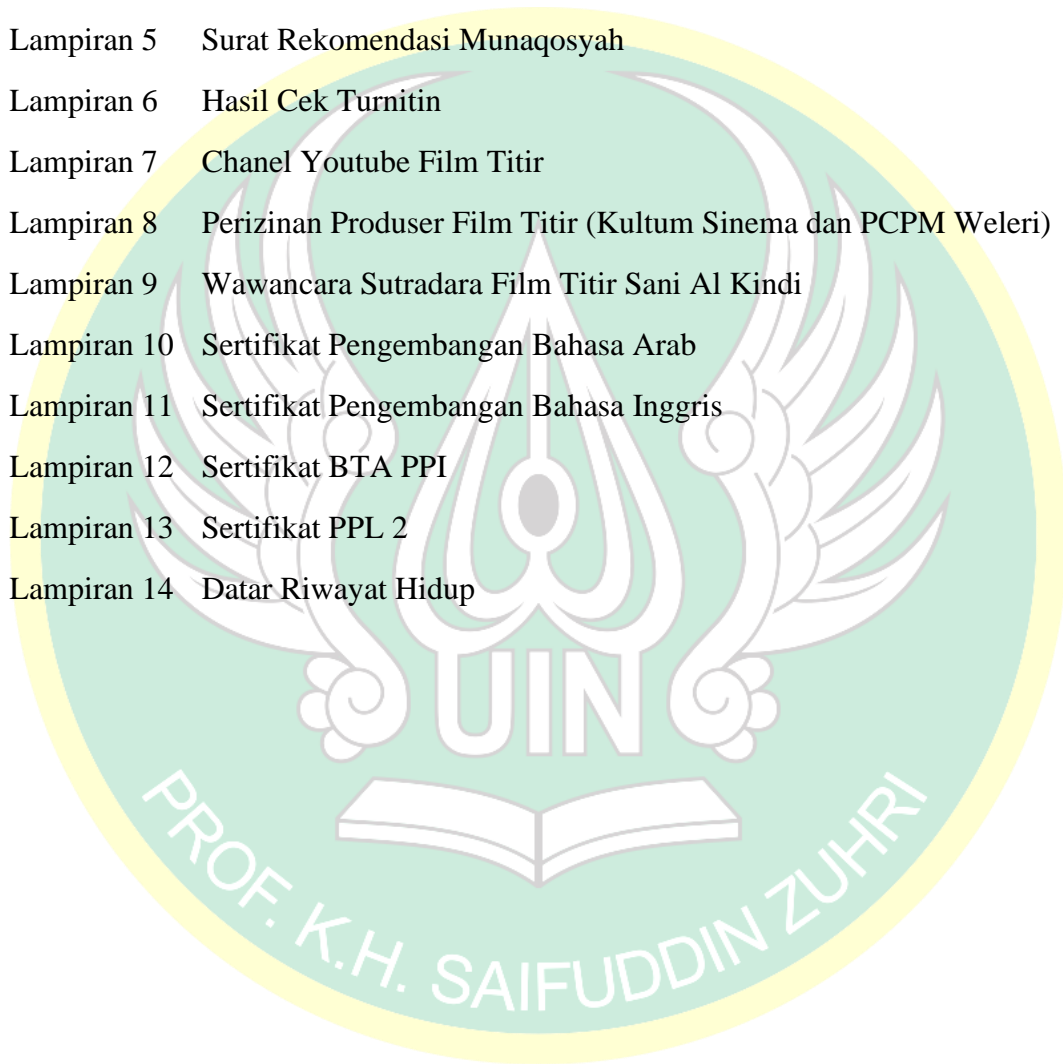 Lampiran 5 Surat Rekomendasi Munaqosyah
Lampiran 6 Hasil Cek Turnitin
Lampiran 7 Chanel Youtube Film Titir
Lampiran 8 Perizinan Produser Film Titir (Kultum Sinema dan PCPM Weleri)
Lampiran 9 Wawancara Sutradara Film Titir Sani Al Kindi
Lampiran 10 Sertifikat Pengembangan Bahasa Arab
Lampiran 11 Sertifikat Pengembangan Bahasa Inggris
Lampiran 12 Sertifikat BTA PPI
Lampiran 13 Sertifikat PPL 2
Lampiran 14 Datar Riwayat Hidup
UIN
PROF. K.H. SAIFUDDIN ZUHRI